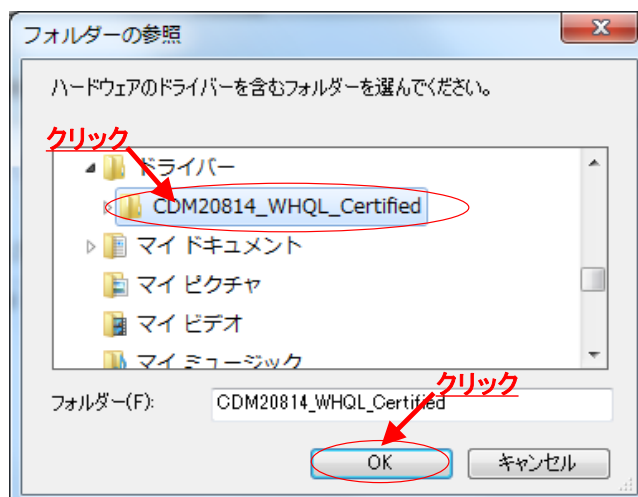 フォルダーの参照
ハードウェアのドライバーを含むフォルダーを選んでください。
クリック
ドライバー
CDM20814_WHQL_Certified
マイ ドキュメント
マイ ピクチャ
マイ ビデオ
マイ ミュージック
クリック
フォルダー(F):
CDM20814_WHQL_Certified
OK
キャンセル